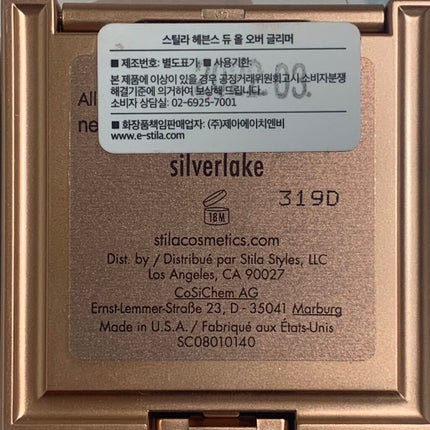 스틸라 헤븐스 듀 올 오버 글리머
■ 제조번호: 별도표기 ■ 사용기한:
본 제품에 이상이 있을 경우 공정거래위원회고시 소비자분쟁
해결기준에 의거하여 보상해 드립니다.
소비자 상담실: 02-6925-7001
■ 화장품책임판매업자: (주)제아에이치앤비
www.e-stila.com
All
ne
silverlake
319D
18M
stilacosmetics.com
Dist. by / Distribué par Stila Styles, LLC
Los Angeles, CA 90027
CoSiChem AG
Ernst-Lemmer-Straße 23, D - 35041 Marburg
Made in U.S.A. / Fabriqué aux États-Unis
SC08010140